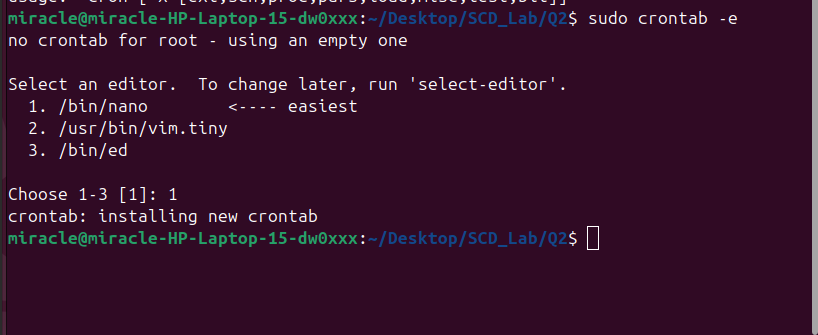 miracle@miracle-HP-Laptop-15-dw0xxx:~/Desktop/SCD_Lab/Q2$ sudo crontab -e
no crontab for root - using an empty one
Select an editor.  To change later, run 'select-editor'.
  1. /bin/nano        <---- easiest
  2. /usr/bin/vim.tiny
  3. /bin/ed
Choose 1-3 [1]: 1
crontab: installing new crontab
miracle@miracle-HP-Laptop-15-dw0xxx:~/Desktop/SCD_Lab/Q2$